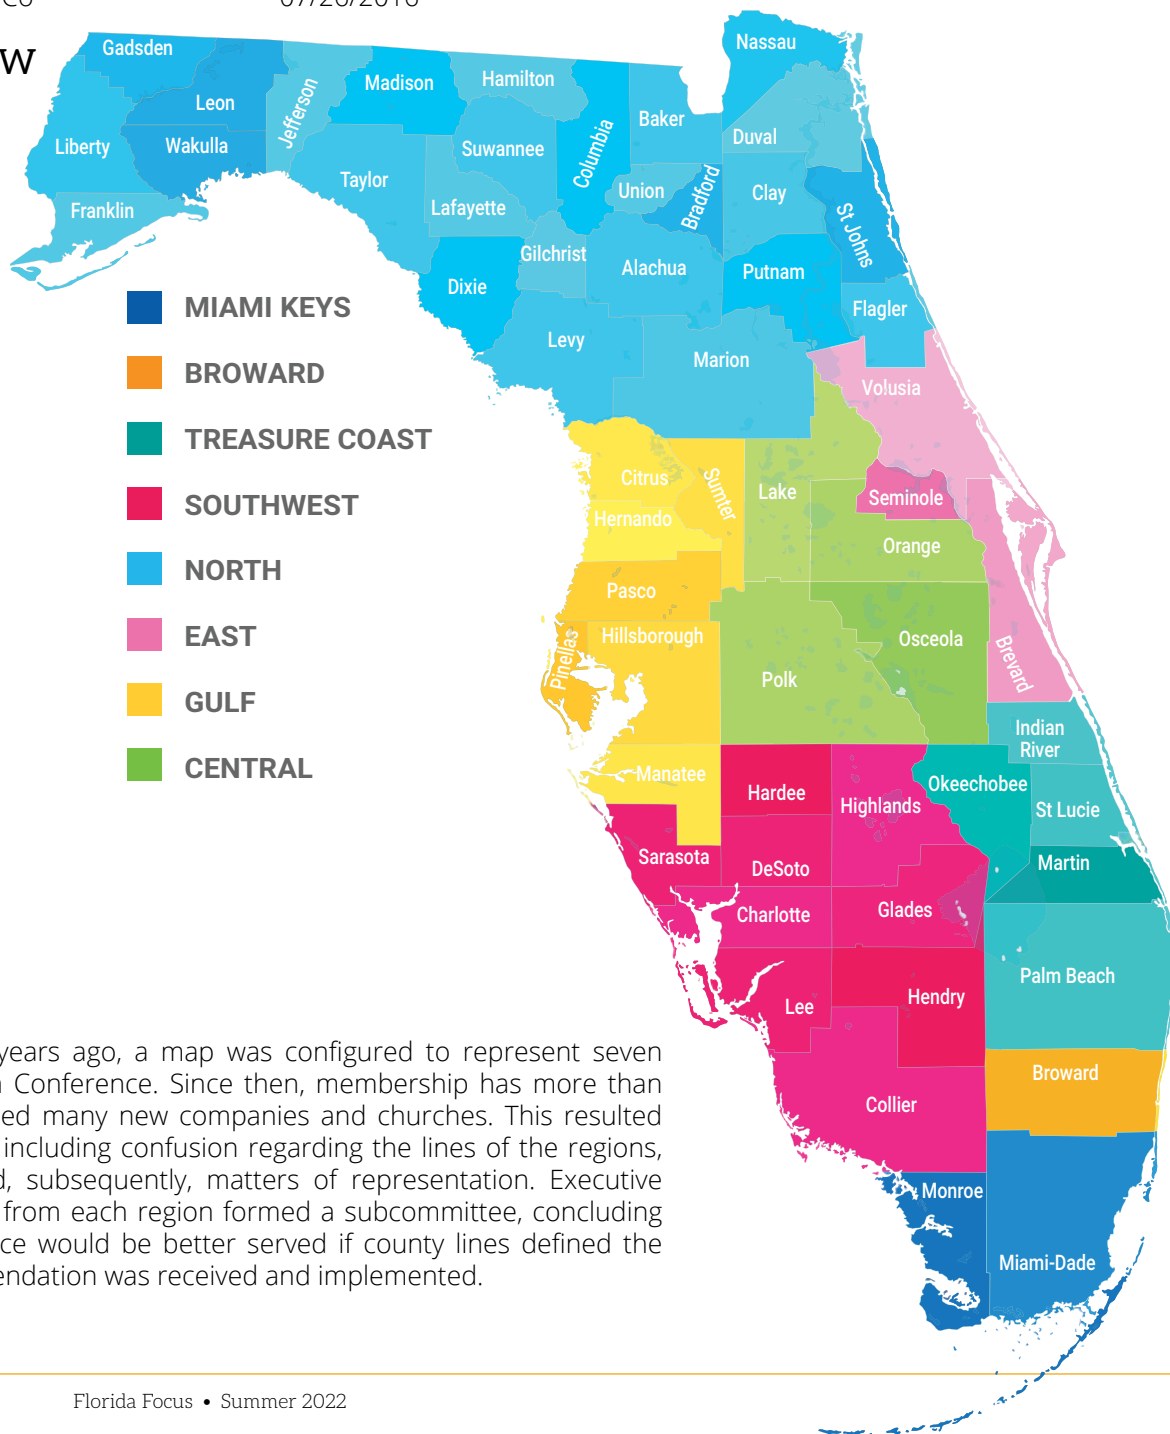 07/26/2016
w
Gadsden
Leon
Jefferson
Madison
Hamilton
Nassau
Liberty
Wakulla
Suwannee
Columbia
Baker
Duval
Franklin
Taylor
Lafayette
Union
Bradford
Clay
St Johns
Dixie
Gilchrist
Alachua
Putnam
Flagler
Levy
Marion
Volusia
MIAMI KEYS
BROWARD
TREASURE COAST
SOUTHWEST
NORTH
EAST
GULF
CENTRAL
Citrus
Sumter
Lake
Seminole
Hernando
Orange
Pasco
Hillsborough
Pinellas
Osceola
Polk
Brevard
Indian
River
Manatee
Hardee
Highlands
Okeechobee
St Lucie
Sarasota
DeSoto
Martin
Charlotte
Glades
Palm Beach
Lee
Hendry
Broward
Collier
Monroe
Miami-Dade
years ago, a map was configured to represent seven
Conference. Since then, membership has more than
ed many new companies and churches. This resulted
including confusion regarding the lines of the regions,
d, subsequently, matters of representation. Executive
from each region formed a subcommittee, concluding
ce would be better served if county lines defined the
endation was received and implemented.
Florida Focus • Summer 2022